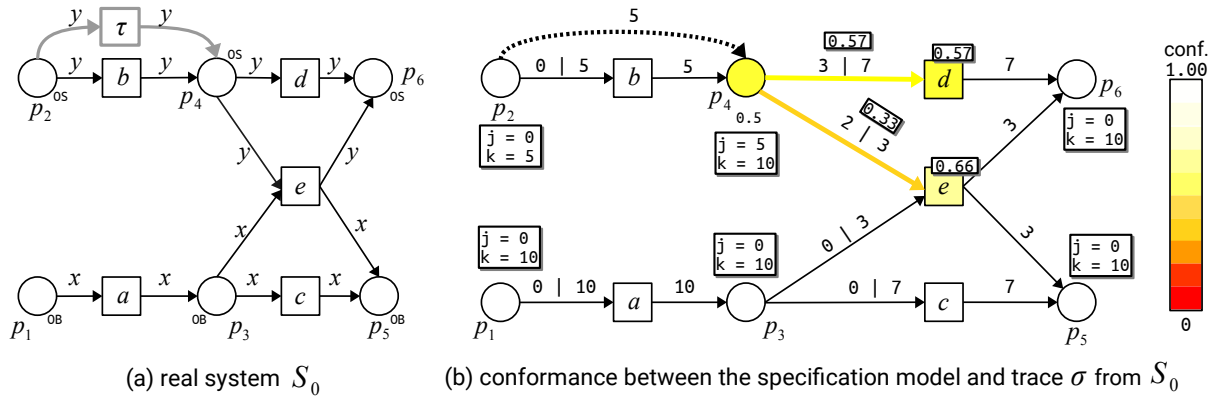 y τ y
y b y OS y d y
p2 OS p4 p6 OS
y y
e
x x
x a x x c x
p1 OB OB p3 p5 OB
(a) real system S0
5
0.57 0.57
0 | 5 b 5 3 | 7 d 7
p2 p4 p6
0.5
j = 0
k = 5
j = 5
k = 10
j = 0
k = 10
0.33
2 | 3
3
0.66
e
j = 0
k = 10
j = 0
k = 10
0 | 3
3
j = 0
k = 10
0 | 10 a 10 0 | 7 c 7
p1 p3 p5
(b) conformance between the specification model and trace σ from S0
conf.
1.00
0